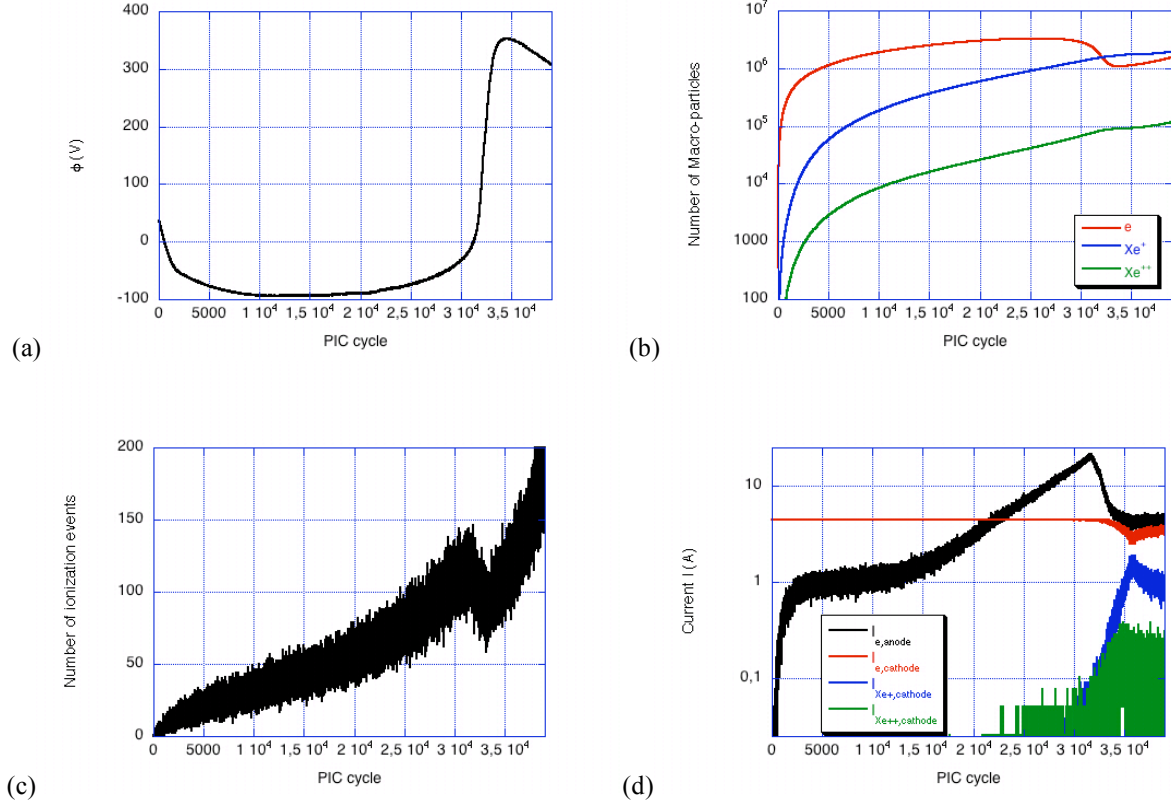 400
300
200
100
0
-100
ϕ (V)
0 5000 1 10⁴ 1,5 10⁴ 2 10⁴ 2,5 10⁴ 3 10⁴ 3,5 10⁴
PIC cycle
(a)
10⁷
10⁶
10⁵
10⁴
1000
100
Number of Macro-particles
e
Xe⁺
Xe⁺⁺
0 5000 1 10⁴ 1,5 10⁴ 2 10⁴ 2,5 10⁴ 3 10⁴ 3,5 10⁴
PIC cycle
(b)
200
150
100
50
0
Number of ionization events
0 5000 1 10⁴ 1,5 10⁴ 2 10⁴ 2,5 10⁴ 3 10⁴ 3,5 10⁴
PIC cycle
(c)
10
1
0,1
Current I (A)
I e,anode
I e,cathode
I Xe+,cathode
I Xe++,cathode
0 5000 1 10⁴ 1,5 10⁴ 2 10⁴ 2,5 10⁴ 3 10⁴ 3,5 10⁴
PIC cycle
(d)